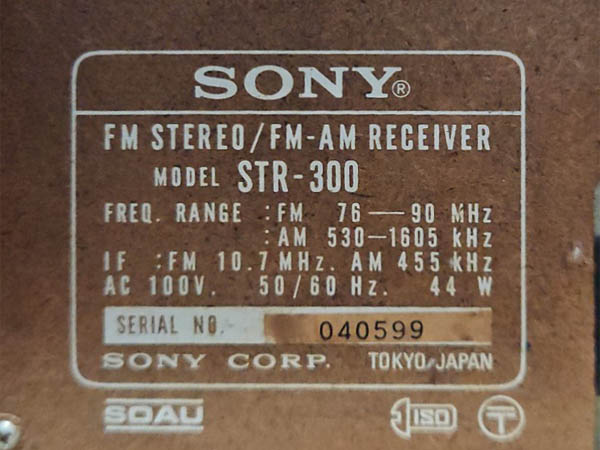 SONY®
FM STEREO/FM-AM RECEIVER
MODEL STR-300
FREQ. RANGE :FM 76—90 MHz
:AM 530—1605 kHz
IF :FM 10.7 MHz. AM 455 kHz
AC 100V. 50/60 Hz. 44 W
SERIAL NO. 040599
SONY CORP. TOKYO JAPAN
SOAU ISO T